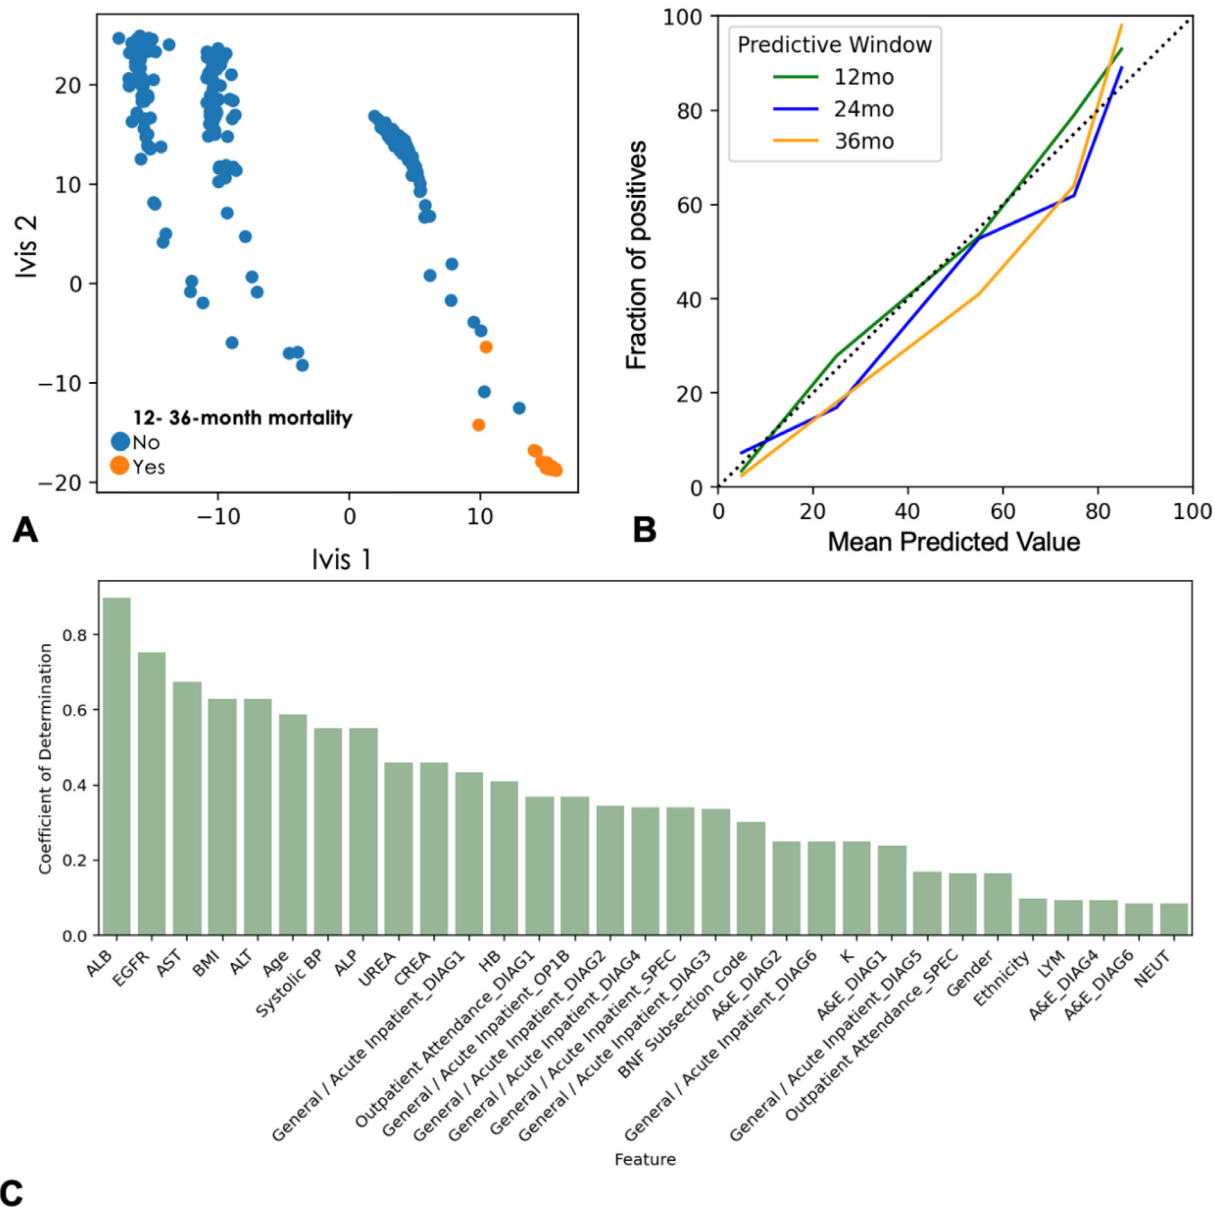 20
10
0
−10
−20
Ivis 2
12- 36-month mortality
No
Yes
−10
0
10
Ivis 1
A
100
80
60
40
20
0
Fraction of positives
Predictive Window
12mo
24mo
36mo
0
20
40
60
80
100
Mean Predicted Value
B
0.8
0.6
0.4
0.2
0.0
Coefficient of Determination
ALB
EGFR
AST
BMI
ALT
Age
Systolic BP
ALP
UREA
CREA
General / Acute Inpatient_DIAG1
HB
Outpatient Attendance_DIAG1
General / Acute Inpatient_OP1B
General / Acute Inpatient_DIAG2
General / Acute Inpatient_DIAG4
General / Acute Inpatient_SPEC
General / Acute Inpatient_DIAG3
BNF Subsection Code
A&E_DIAG2
General / Acute Inpatient_DIAG6
K
A&E_DIAG1
General / Acute Inpatient_DIAG5
Outpatient Attendance_SPEC
Gender
Ethnicity
LYM
A&E_DIAG4
A&E_DIAG6
NEUT
Feature
C